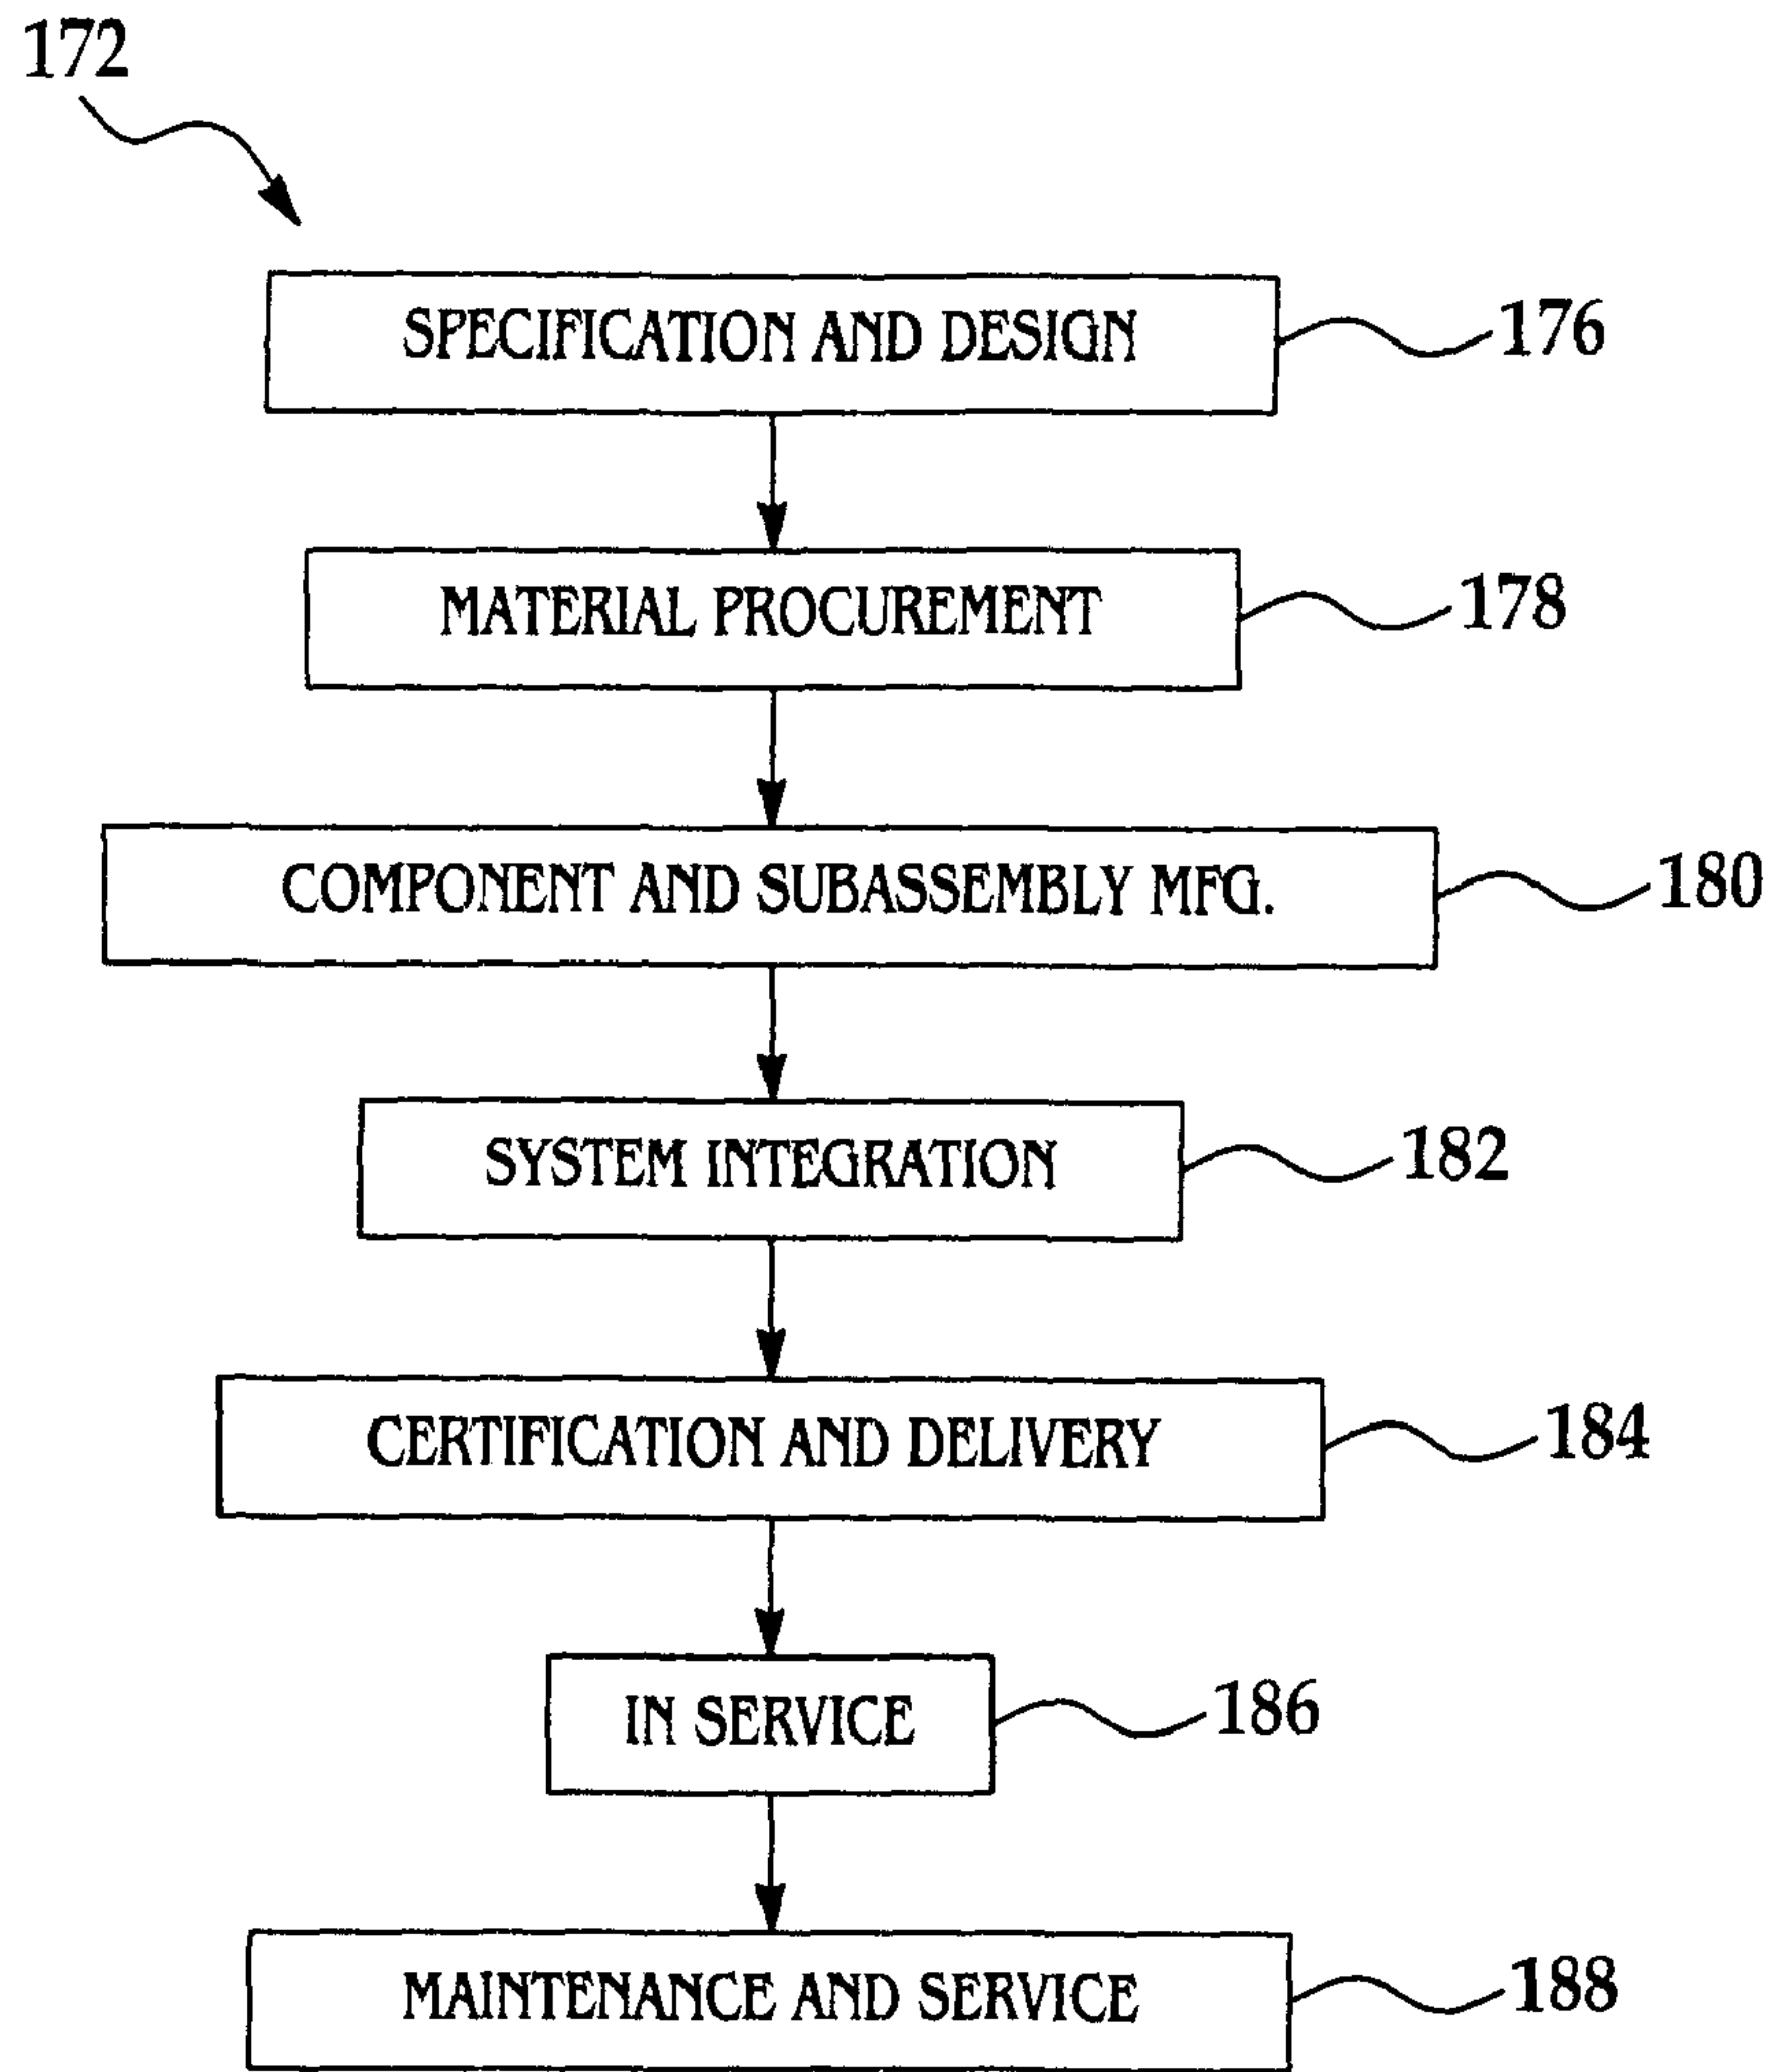 172
SPECIFICATION AND DESIGN 176
MATERIAL PROCUREMENT 178
COMPONENT AND SUBASSEMBLY MFG. 180
SYSTEM INTEGRATION 182
CERTIFICATION AND DELIVERY 184
IN SERVICE 186
MAINTENANCE AND SERVICE 188